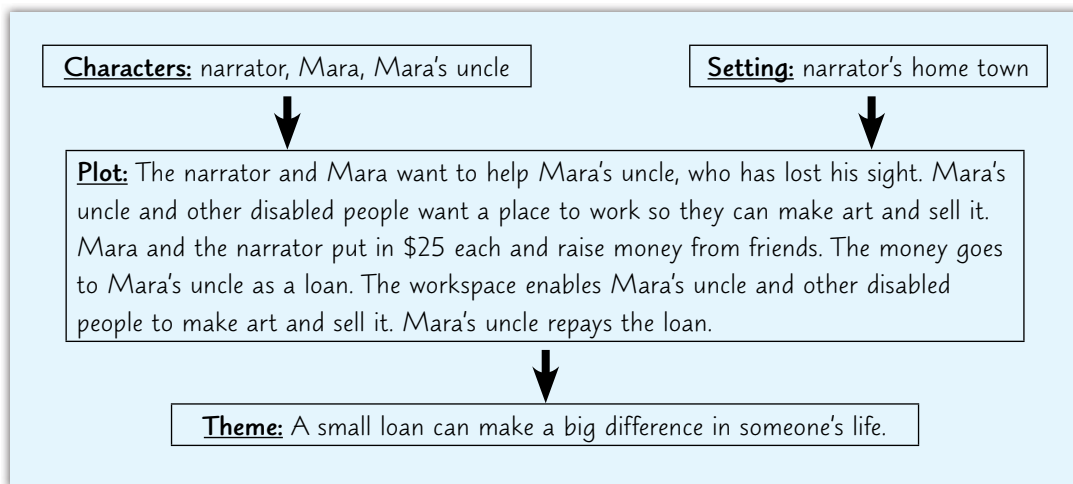 Characters: narrator, Mara, Mara's uncle
Setting: narrator's home town
Plot: The narrator and Mara want to help Mara's uncle, who has lost his sight. Mara's
uncle and other disabled people want a place to work so they can make art and sell it.
Mara and the narrator put in $25 each and raise money from friends. The money goes
to Mara's uncle as a loan. The workspace enables Mara's uncle and other disabled
people to make art and sell it. Mara's uncle repays the loan.
Theme: A small loan can make a big difference in someone's life.